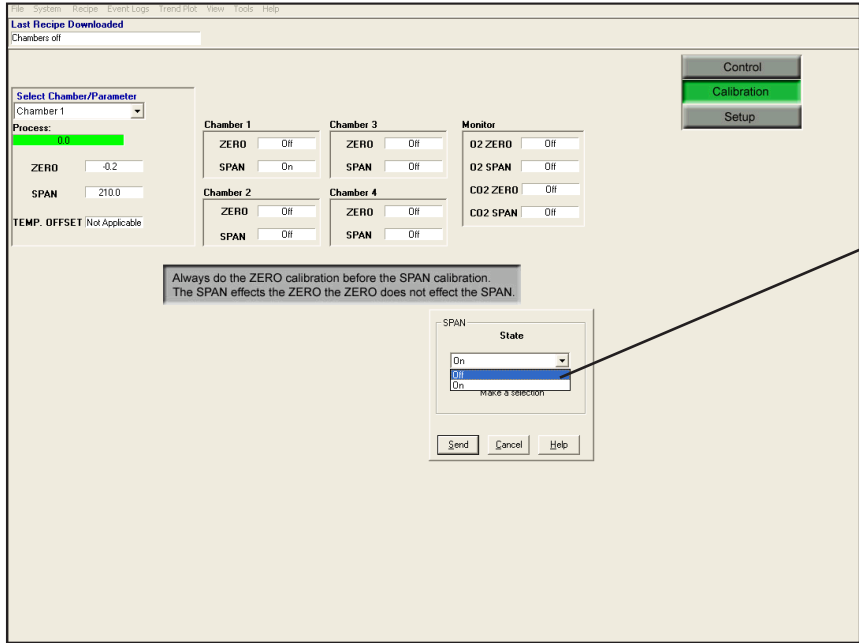 File System Recipe Event Logs Trend Plot View Tools Help
Last Recipe Downloaded
Chambers off
Control
Calibration
Setup
Select Chamber/Parameter
Chamber 1
Process:
0.0
ZERO -0.2
SPAN 210.0
TEMP. OFFSET Not Applicable
Chamber 1
ZERO Off
SPAN On
Chamber 2
ZERO Off
SPAN Off
Chamber 3
ZERO Off
SPAN Off
Chamber 4
ZERO Off
SPAN Off
Monitor
O2 ZERO Off
O2 SPAN Off
CO2 ZERO Off
CO2 SPAN Off
Always do the ZERO calibration before the SPAN calibration.
The SPAN effects the ZERO the ZERO does not effect the SPAN.
SPAN
State
On
Off
On
Make a selection
Send Cancel Help